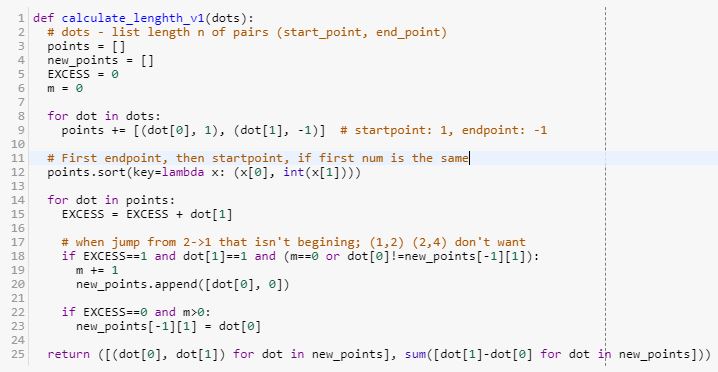 1 def calculate_lenghth_v1(dots):
2 # dots - list length n of pairs (start_point, end_point)
3 points = []
4 new_points = []
5 EXCESS = 0
6 m = 0
7
8 for dot in dots:
9 points += [(dot[0], 1), (dot[1], -1)] # startpoint: 1, endpoint: -1
10
11 # First endpoint, then startpoint, if first num is the same
12 points.sort(key=lambda x: (x[0], int(x[1])))
13
14 for dot in points:
15 EXCESS = EXCESS + dot[1]
16
17 # when jump from 2->1 that isn't begining; (1,2) (2,4) don't want
18 if EXCESS==1 and dot[1]==1 and (m==0 or dot[0]!=new_points[-1][1]):
19 m += 1
20 new_points.append([dot[0], 0])
21
22 if EXCESS==0 and m>0:
23 new_points[-1][1] = dot[0]
24
25 return ([(dot[0], dot[1]) for dot in new_points], sum([dot[1]-dot[0] for dot in new_points]))